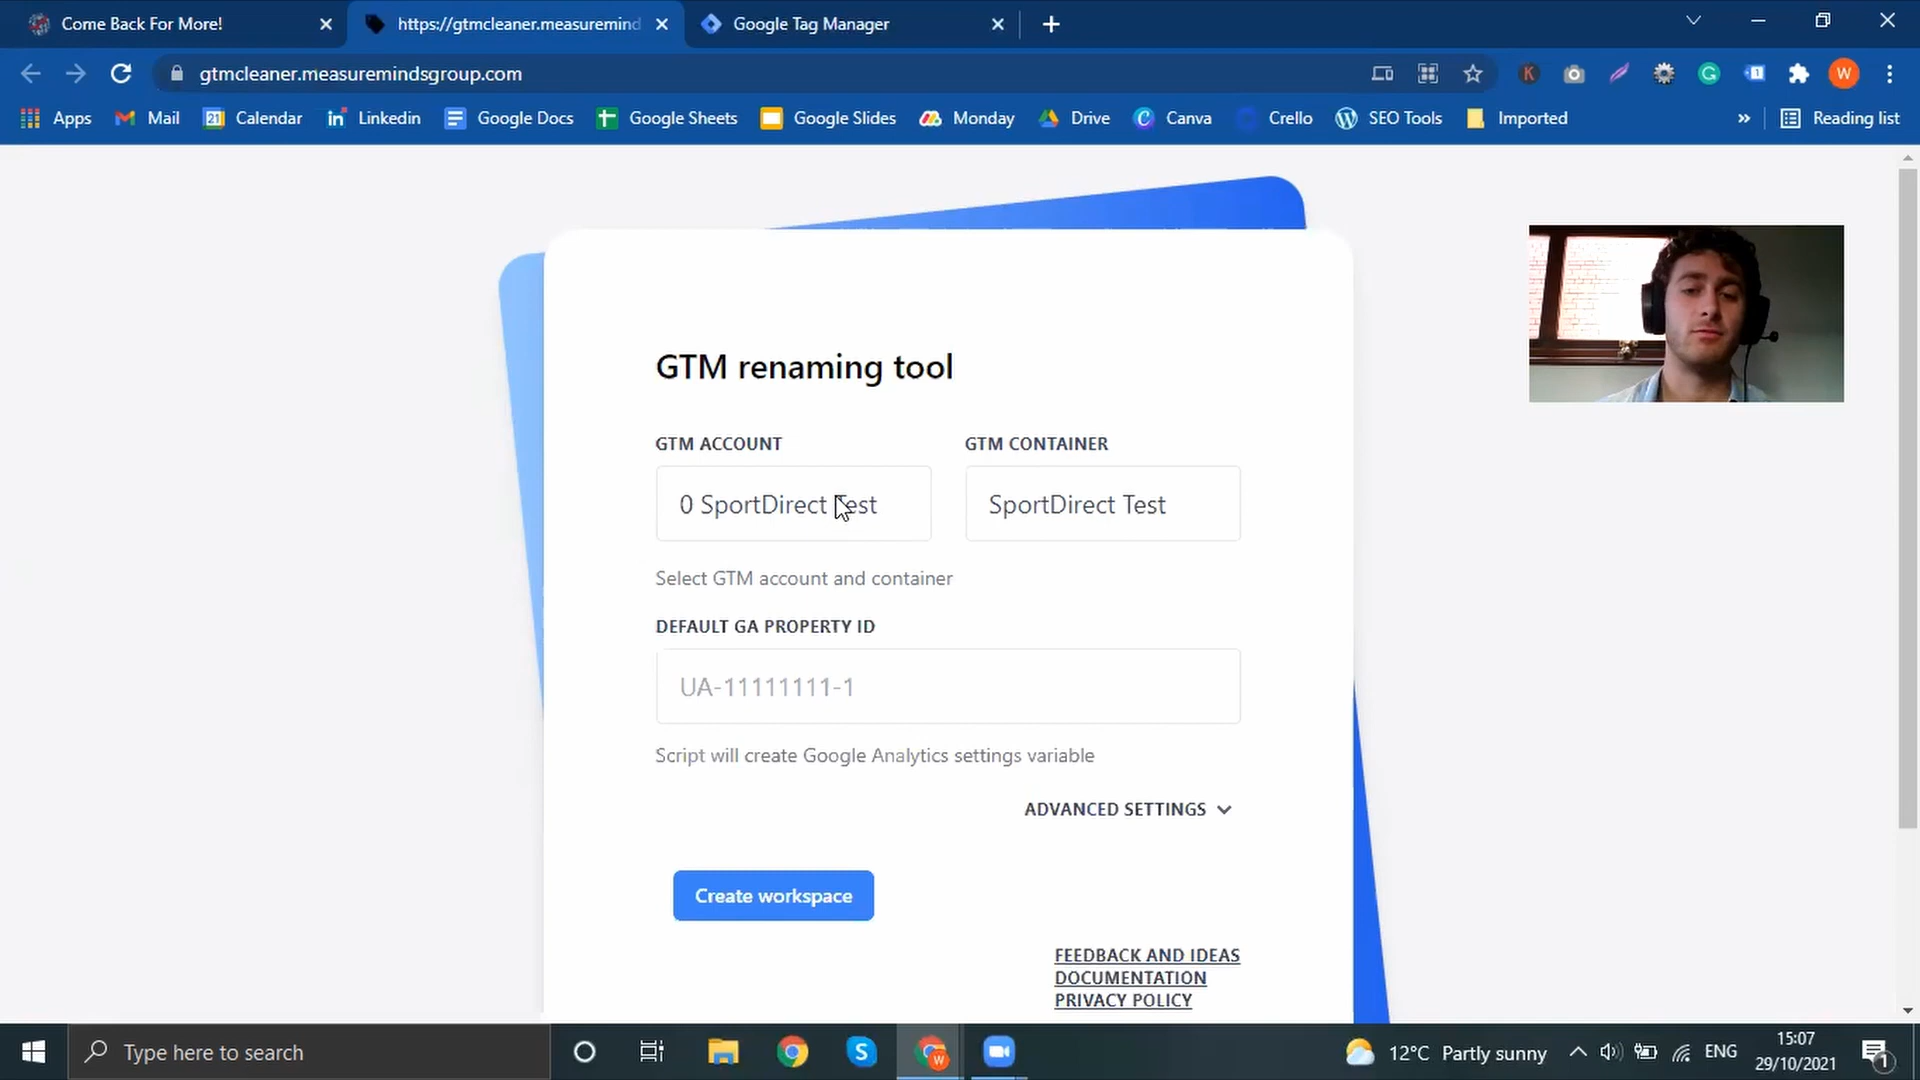 Come Back For More!
https://gtmcleaner.measuremind
Google Tag Manager
gtmcleaner.measuremindsgroup.com
K
G
1
W
Apps
Mail
21
Calendar
in
Linkedin
Google Docs
Google Sheets
Google Slides
Monday
Drive
C
Canva
Crello
SEO Tools
Imported
»
Reading list
GTM renaming tool
GTM ACCOUNT
GTM CONTAINER
0 SportDirect Test
SportDirect Test
Select GTM account and container
DEFAULT GA PROPERTY ID
UA-11111111-1
Script will create Google Analytics settings variable
ADVANCED SETTINGS
Create workspace
FEEDBACK AND IDEAS
DOCUMENTATION
PRIVACY POLICY
Type here to search
S
W
12°C Partly sunny
ENG
15:07
29/10/2021
1